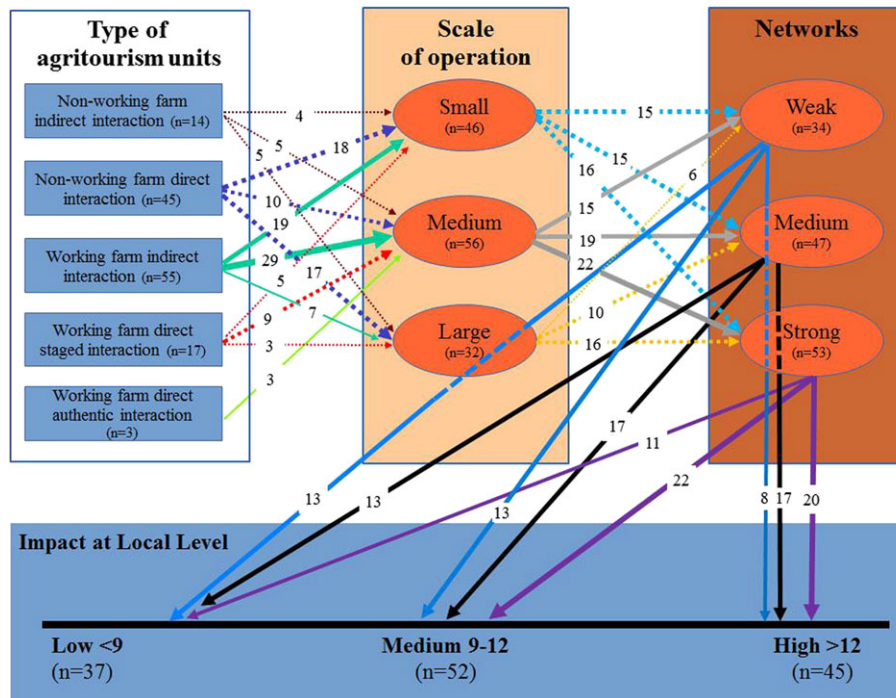 Type of
agritourism units
Scale
of operation
Networks
Non-working farm
indirect interaction (n=14)
Non-working farm direct
interaction (n=45)
Working farm indirect
interaction (n=55)
Working farm direct
staged interaction (n=17)
Working farm direct
authentic interaction
(n=3)
4
5
5
18
10
19
29
17
5
7
9
3
3
Small
(n=46)
Medium
(n=56)
Large
(n=32)
15
15
16
6
15
19
22
10
16
Weak
(n=34)
Medium
(n=47)
Strong
(n=53)
17
11
22
13
13
13
8
17
20
Impact at Local Level
Low <9
(n=37)
Medium 9-12
(n=52)
High >12
(n=45)